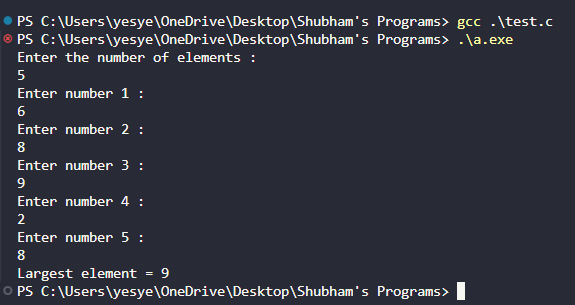 PS C:\Users\yesye\OneDrive\Desktop\Shubham's Programs> gcc .\test.c
PS C:\Users\yesye\OneDrive\Desktop\Shubham's Programs> .\a.exe
Enter the number of elements :
5
Enter number 1 :
6
Enter number 2 :
8
Enter number 3 :
9
Enter number 4 :
2
Enter number 5 :
8
Largest element = 9
PS C:\Users\yesye\OneDrive\Desktop\Shubham's Programs>